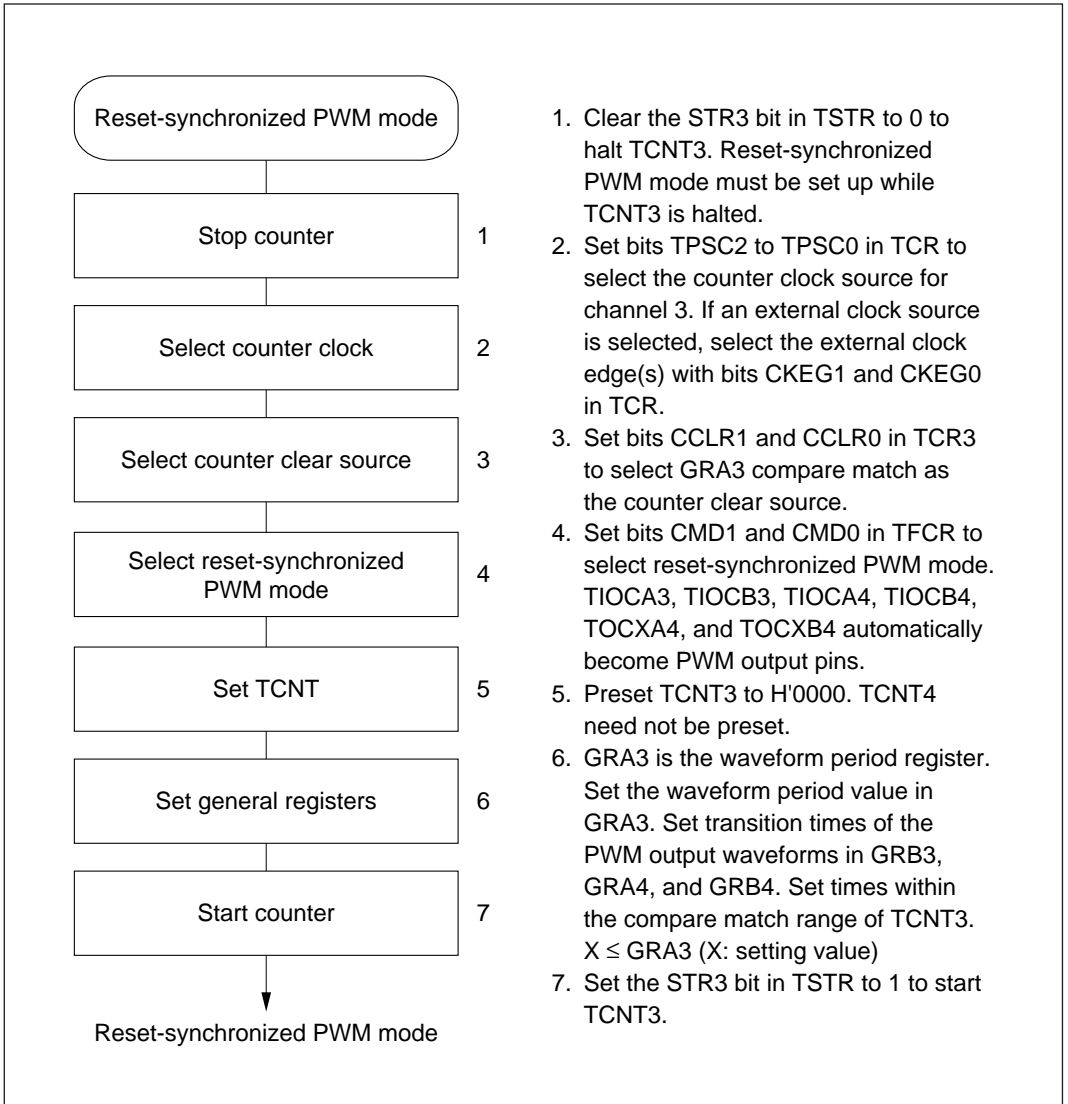 Reset-synchronized PWM mode
Stop counter
1
Select counter clock
2
Select counter clear source
3
Select reset-synchronized
PWM mode
4
Set TCNT
5
Set general registers
6
Start counter
7
Reset-synchronized PWM mode
1. Clear the STR3 bit in TSTR to 0 to
halt TCNT3. Reset-synchronized
PWM mode must be set up while
TCNT3 is halted.
2. Set bits TPSC2 to TPSC0 in TCR to
select the counter clock source for
channel 3. If an external clock source
is selected, select the external clock
edge(s) with bits CKEG1 and CKEG0
in TCR.
3. Set bits CCLR1 and CCLR0 in TCR3
to select GRA3 compare match as
the counter clear source.
4. Set bits CMD1 and CMD0 in TFCR to
select reset-synchronized PWM mode.
TIOCA3, TIOCB3, TIOCA4, TIOCB4,
TOCXA4, and TOCXB4 automatically
become PWM output pins.
5. Preset TCNT3 to H'0000. TCNT4
need not be preset.
6. GRA3 is the waveform period register.
Set the waveform period value in
GRA3. Set transition times of the
PWM output waveforms in GRB3,
GRA4, and GRB4. Set times within
the compare match range of TCNT3.
X ≤ GRA3 (X: setting value)
7. Set the STR3 bit in TSTR to 1 to start
TCNT3.